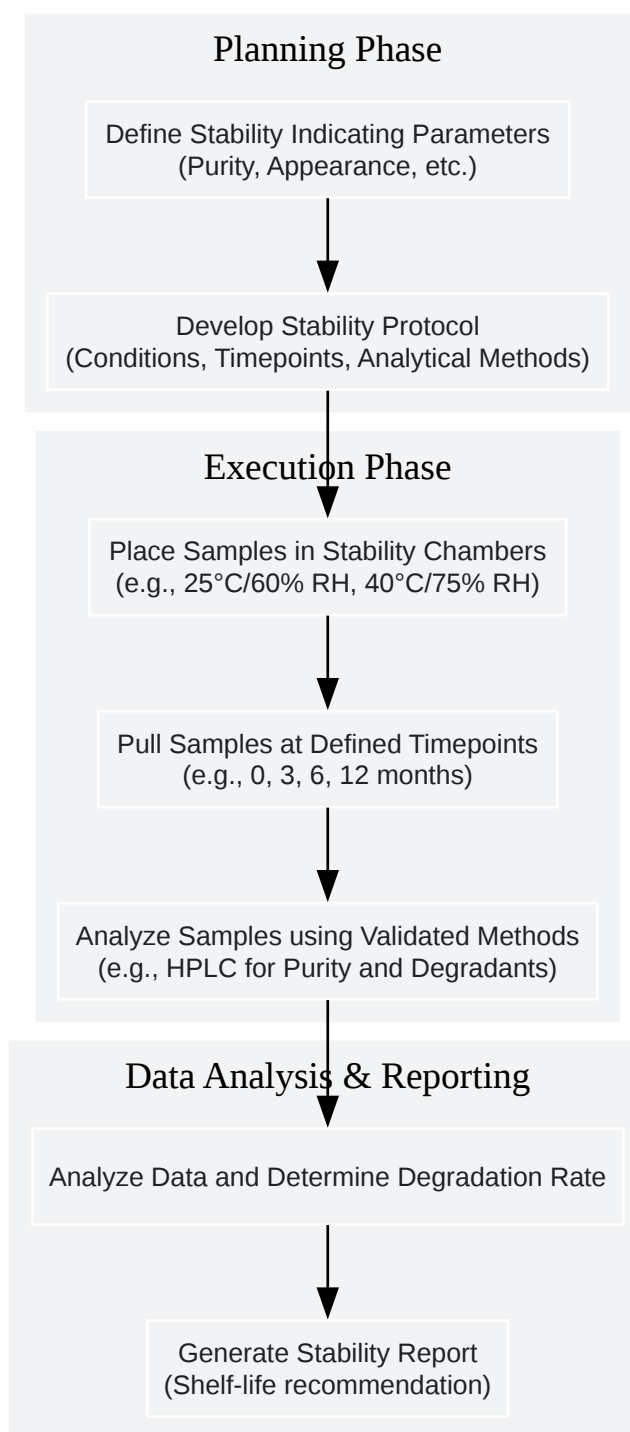 Planning Phase
Define Stability Indicating Parameters
(Purity, Appearance, etc.)
Develop Stability Protocol
(Conditions, Timepoints, Analytical Methods)
Execution Phase
Place Samples in Stability Chambers
(e.g., 25°C/60% RH, 40°C/75% RH)
Pull Samples at Defined Timepoints
(e.g., 0, 3, 6, 12 months)
Analyze Samples using Validated Methods
(e.g., HPLC for Purity and Degradants)
Data Analysis & Reporting
Analyze Data and Determine Degradation Rate
Generate Stability Report
(Shelf-life recommendation)